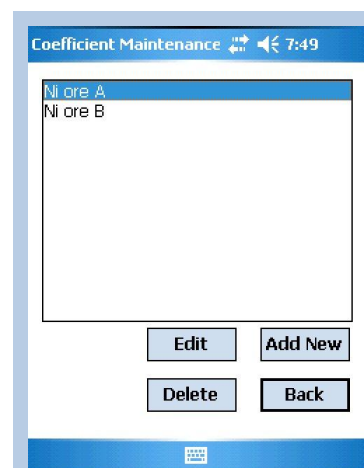 Coefficient Maintenance 7:49
Ni ore A
Ni ore B
Edit Add New
Delete Back